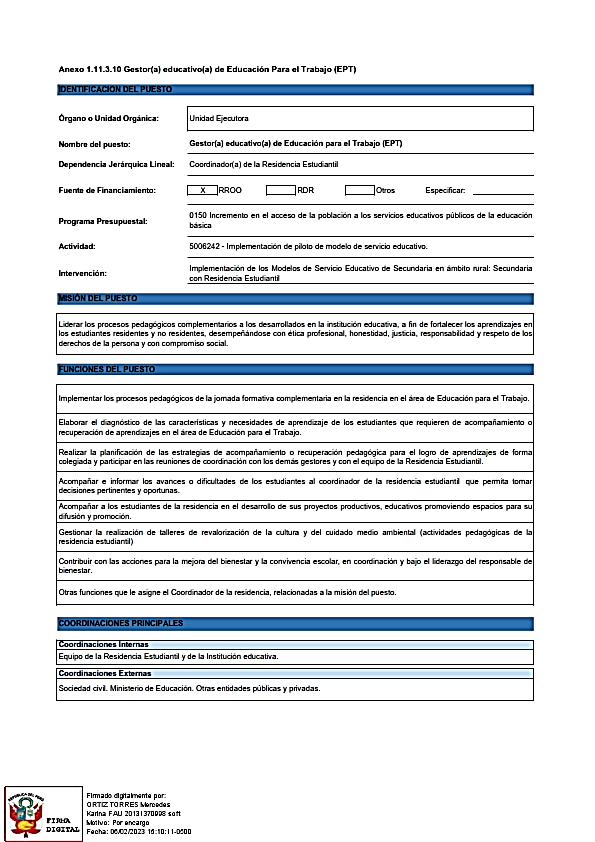 Anexo 1.11.3.10 Gestor(a) educativo(a) de Educación Para el Trabajo (EPT)
IDENTIFICACIÓN DEL PUESTO
Órgano o Unidad Orgánica: Unidad Ejecutora
Nombre del puesto: Gestor(a) educativo(a) de Educación para el Trabajo (EPT)
Dependencia Jerárquica Lineal: Coordinador(a) de la Residencia Estudiantil
Fuente de Financiamiento: X RROO RDR Otros Especificar:
Programa Presupuestal: 0150 Incremento en el acceso de la población a los servicios educativos públicos de la educación
básica
Actividad: 5006242 - Implementación de piloto de modelo de servicio educativo.
Intervención: Implementación de los Modelos de Servicio Educativo de Secundaria en ámbito rural: Secundaria
con Residencia Estudiantil
MISIÓN DEL PUESTO
Liderar los procesos pedagógicos complementarios a los desarrollados en la institución educativa, a fin de fortalecer los aprendizajes en
los estudiantes residentes y no residentes, desempeñándose con ética profesional, honestidad, justicia, responsabilidad y respeto de los
derechos de la persona y con compromiso social.
FUNCIONES DEL PUESTO
Implementar los procesos pedagógicos de la jornada formativa complementaria en la residencia en el área de Educación para el Trabajo.
Elaborar el diagnóstico de las características y necesidades de aprendizaje de los estudiantes que requieren de acompañamiento o
recuperación de aprendizajes en el área de Educación para el Trabajo.
Realizar la planificación de las estrategias de acompañamiento o recuperación pedagógica para el logro de aprendizajes de forma
colegiada y participar en las reuniones de coordinación con los demás gestores y con el equipo de la Residencia Estudiantil.
Acompañar e informar los avances o dificultades de los estudiantes al coordinador de la residencia estudiantil que permita tomar
decisiones pertinentes y oportunas.
Acompañar a los estudiantes de la residencia en el desarrollo de sus proyectos productivos, educativos promoviendo espacios para su
difusión y promoción.
Gestionar la realización de talleres de revalorización de la cultura y del cuidado medio ambiental (actividades pedagógicas de la
residencia estudiantil)
Contribuir con las acciones para la mejora del bienestar y la convivencia escolar, en coordinación y bajo el liderazgo del responsable de
bienestar.
Otras funciones que le asigne el Coordinador de la residencia, relacionadas a la misión del puesto.
COORDINACIONES PRINCIPALES
Coordinaciones Internas
Equipo de la Residencia Estudiantil y de la Institución educativa.
Coordinaciones Externas
Sociedad civil. Ministerio de Educación. Otras entidades públicas y privadas.
REPÚBLICA DEL PERÚ
FIRMA
DIGITAL
Firmado digitalmente por:
ORTIZ TORRES Mercedes
Karina FAU 20131370998 soft
Motivo: Por encargo
Fecha: 06/02/2023 16:10:11-0500